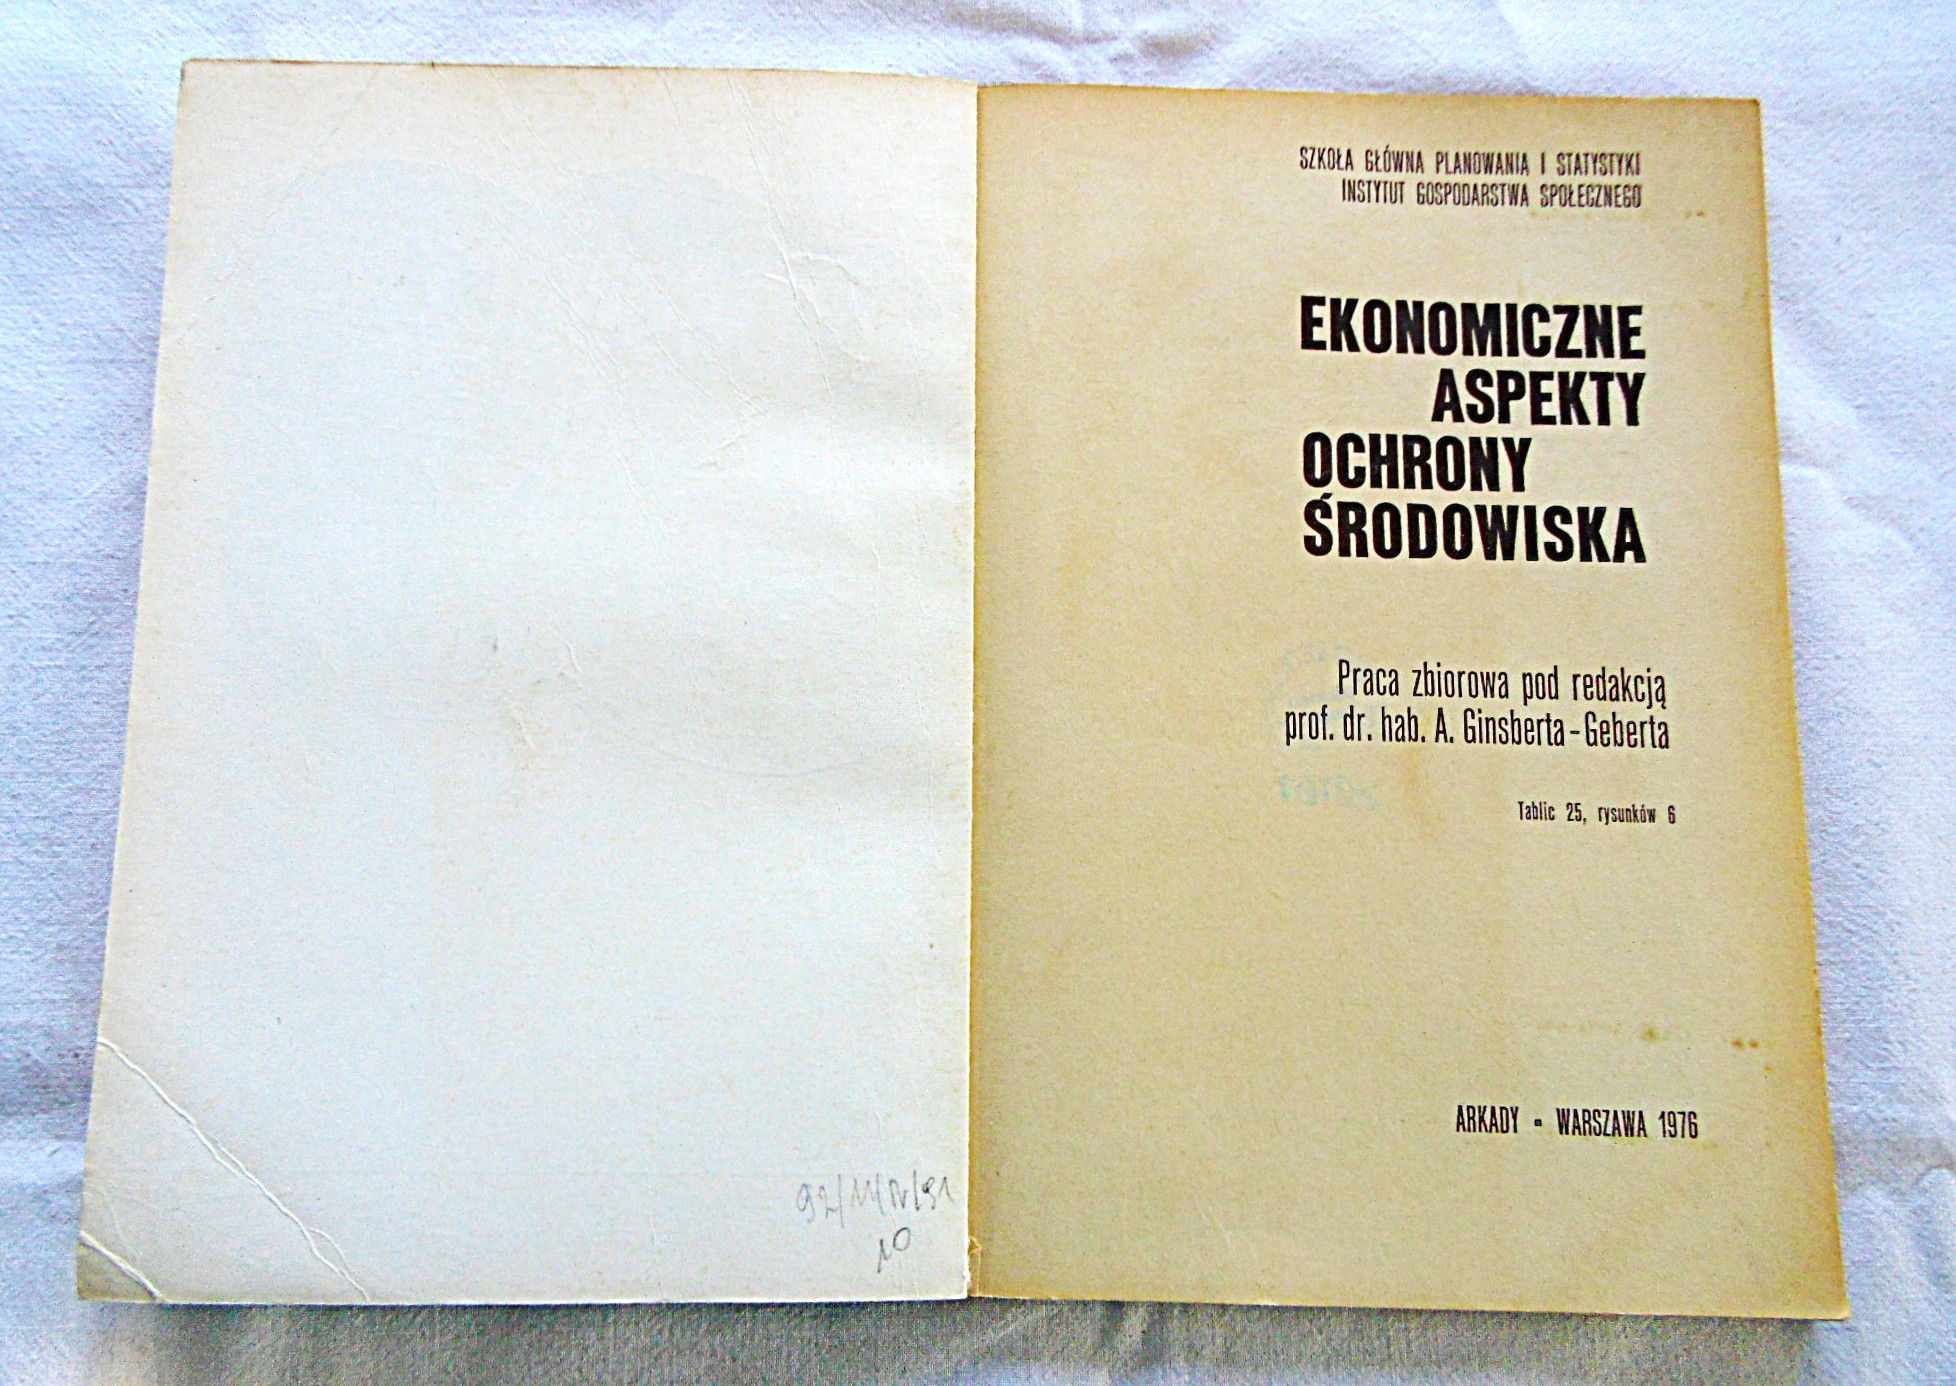 SZKOŁA GŁÓWNA PLANOWANIA I STATYSTYKI
INSTYTUT GOSPODARSTWA SPOŁECZNEGO
EKONOMICZNE
ASPEKTY
OCHRONY
ŚRODOWISKA
Praca zbiorowa pod redakcją
prof. dr. hab. A. Ginsberta-Geberta
Tablic 25, rysunków 6
ARKADY ▪ WARSZAWA 1976
10